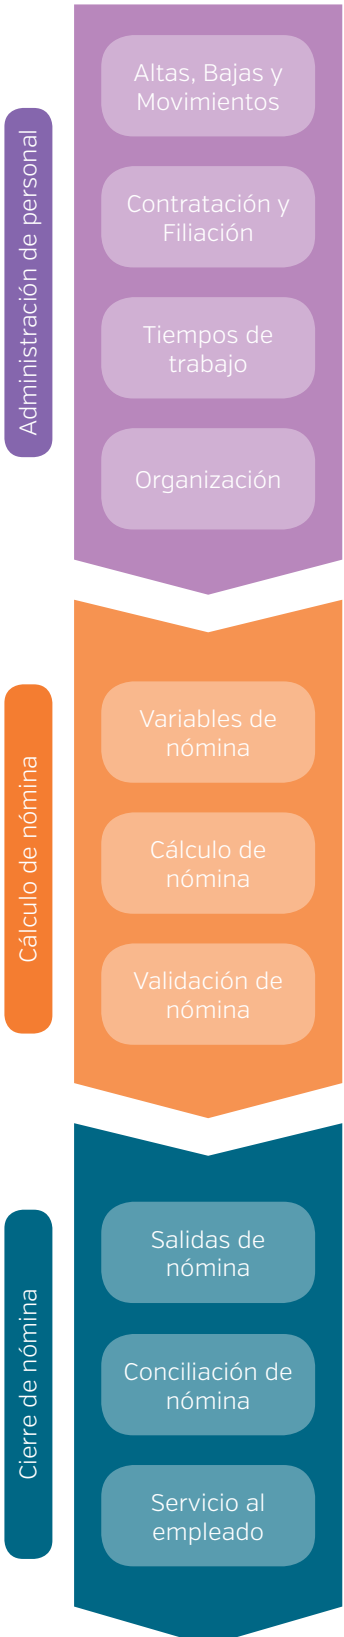 Administración de personal
Altas, Bajas y
Movimientos
Contratación y
Filiación
Tiempos de
trabajo
Organización
Cálculo de nómina
Variables de
nómina
Cálculo de
nómina
Validación de
nómina
Cierre de nómina
Salidas de
nómina
Conciliación de
nómina
Servicio al
empleado